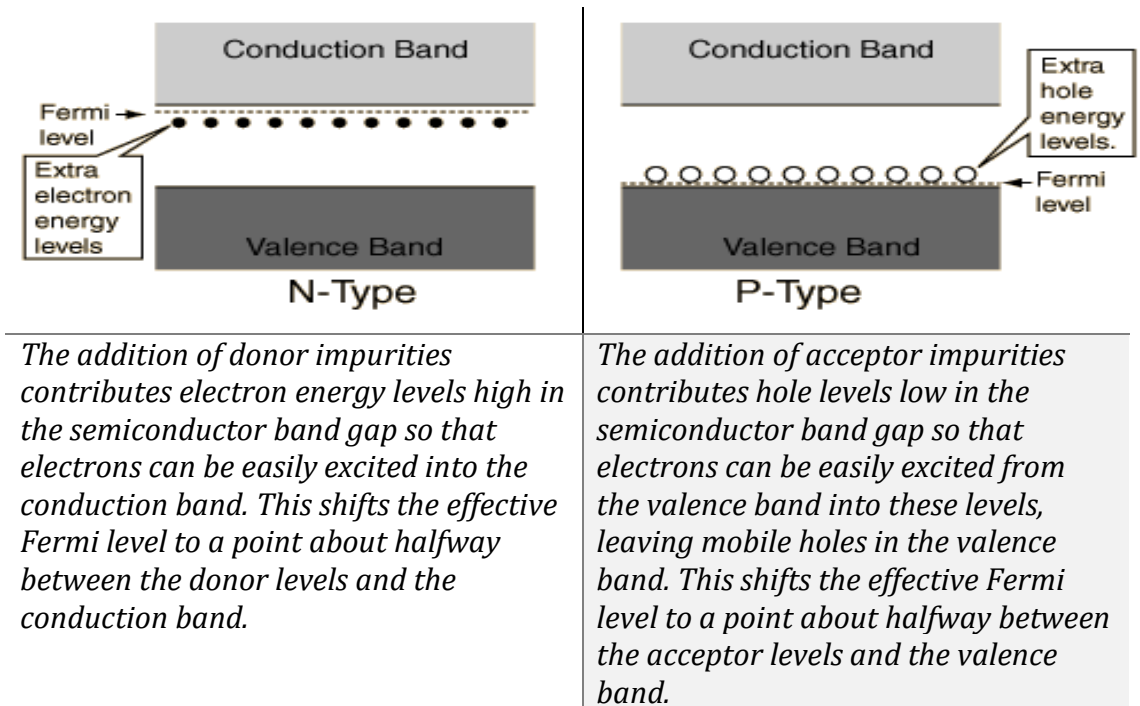 Conduction Band
Fermi
level
Extra
electron
energy
levels
Valence Band
N-Type
Conduction Band
Extra
hole
energy
levels.
Fermi
level
Valence Band
P-Type
The addition of donor impurities
contributes electron energy levels high in
the semiconductor band gap so that
electrons can be easily excited into the
conduction band. This shifts the effective
Fermi level to a point about halfway
between the donor levels and the
conduction band.
The addition of acceptor impurities
contributes hole levels low in the
semiconductor band gap so that
electrons can be easily excited from
the valence band into these levels,
leaving mobile holes in the valence
band. This shifts the effective Fermi
level to a point about halfway between
the acceptor levels and the valence
band.